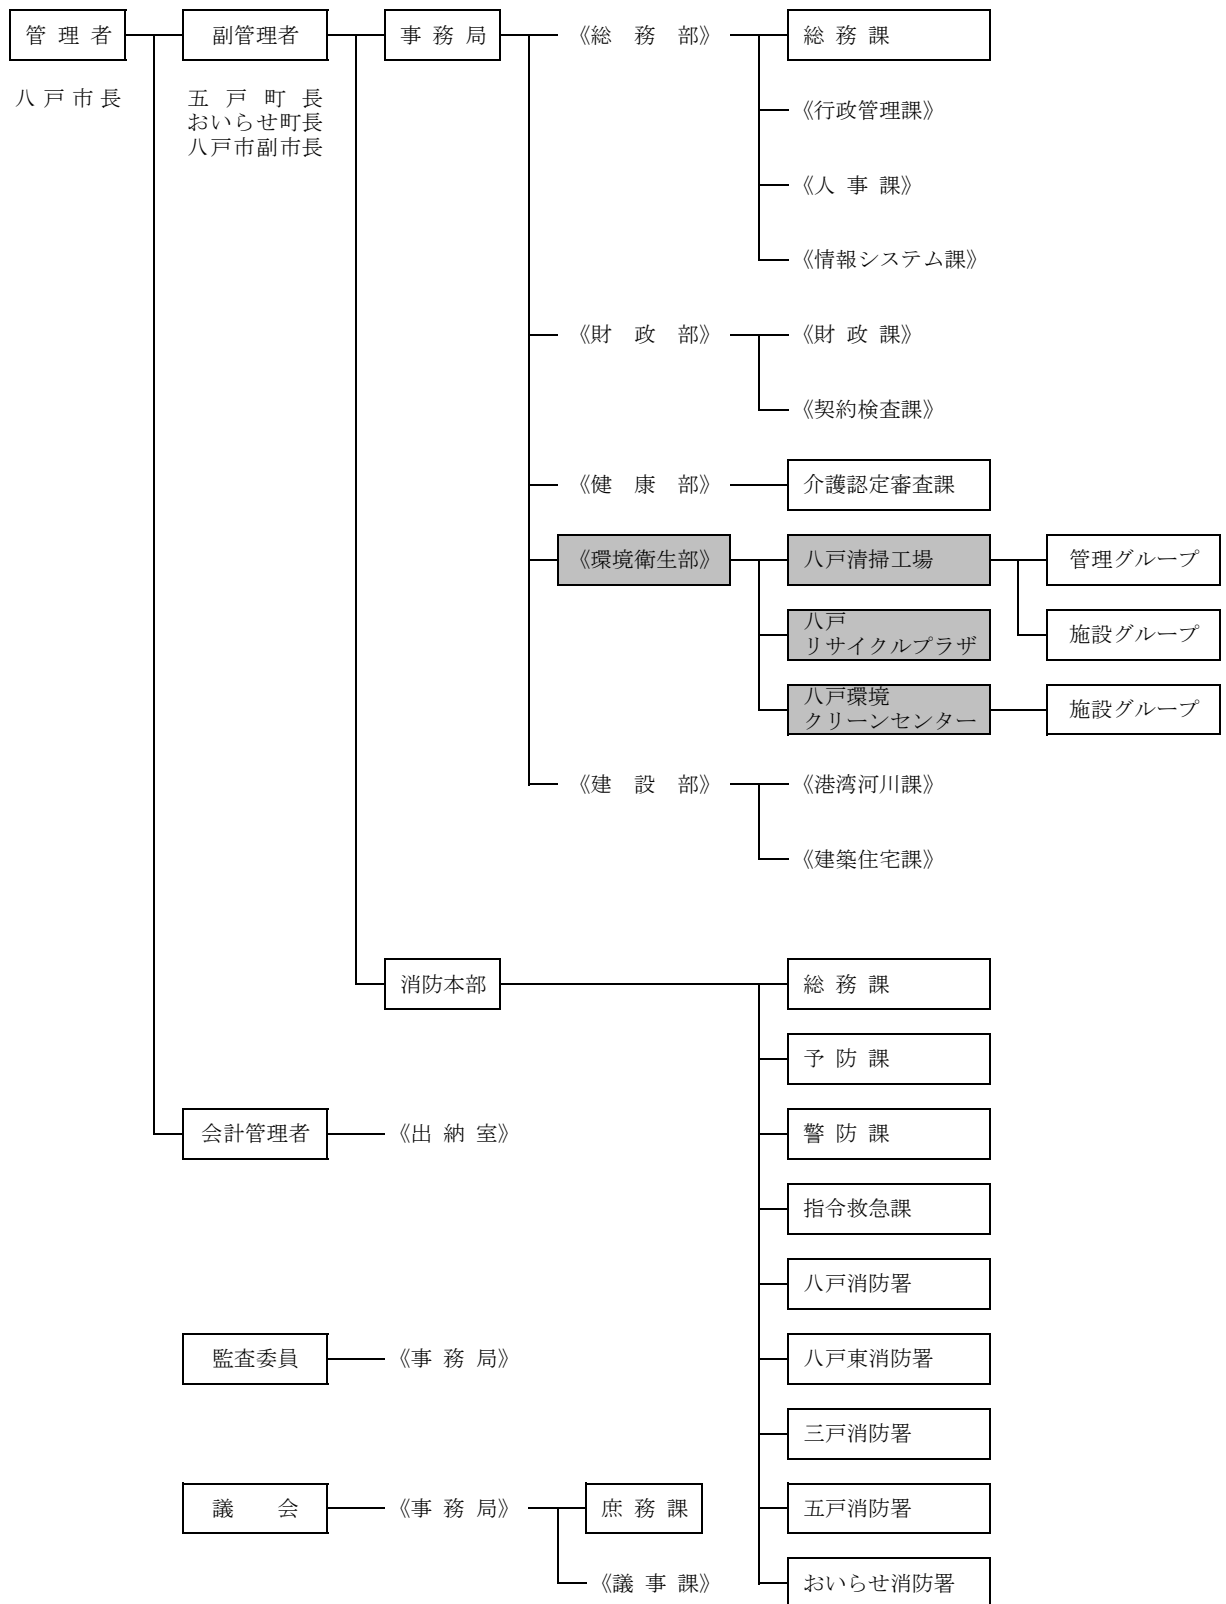 管 理 者
副管理者
事 務 局
《総 務 部》
総 務 課
八 戸 市 長
五 戸 町 長
おいらせ町長
八戸市副市長
《行政管理課》
《人 事 課》
《情報システム課》
《財 政 部》
《財 政 課》
《契約検査課》
《健 康 部》
介護認定審査課
《環境衛生部》
八戸清掃工場
管理グループ
八戸
リサイクルプラザ
施設グループ
八戸環境
クリーンセンター
施設グループ
《建 設 部》
《港湾河川課》
《建築住宅課》
消防本部
総 務 課
予 防 課
会計管理者
《出 納 室》
警 防 課
指令救急課
八戸消防署
監査委員
《事 務 局》
八戸東消防署
三戸消防署
議 会
《事 務 局》
庶 務 課
五戸消防署
《議 事 課》
おいらせ消防署